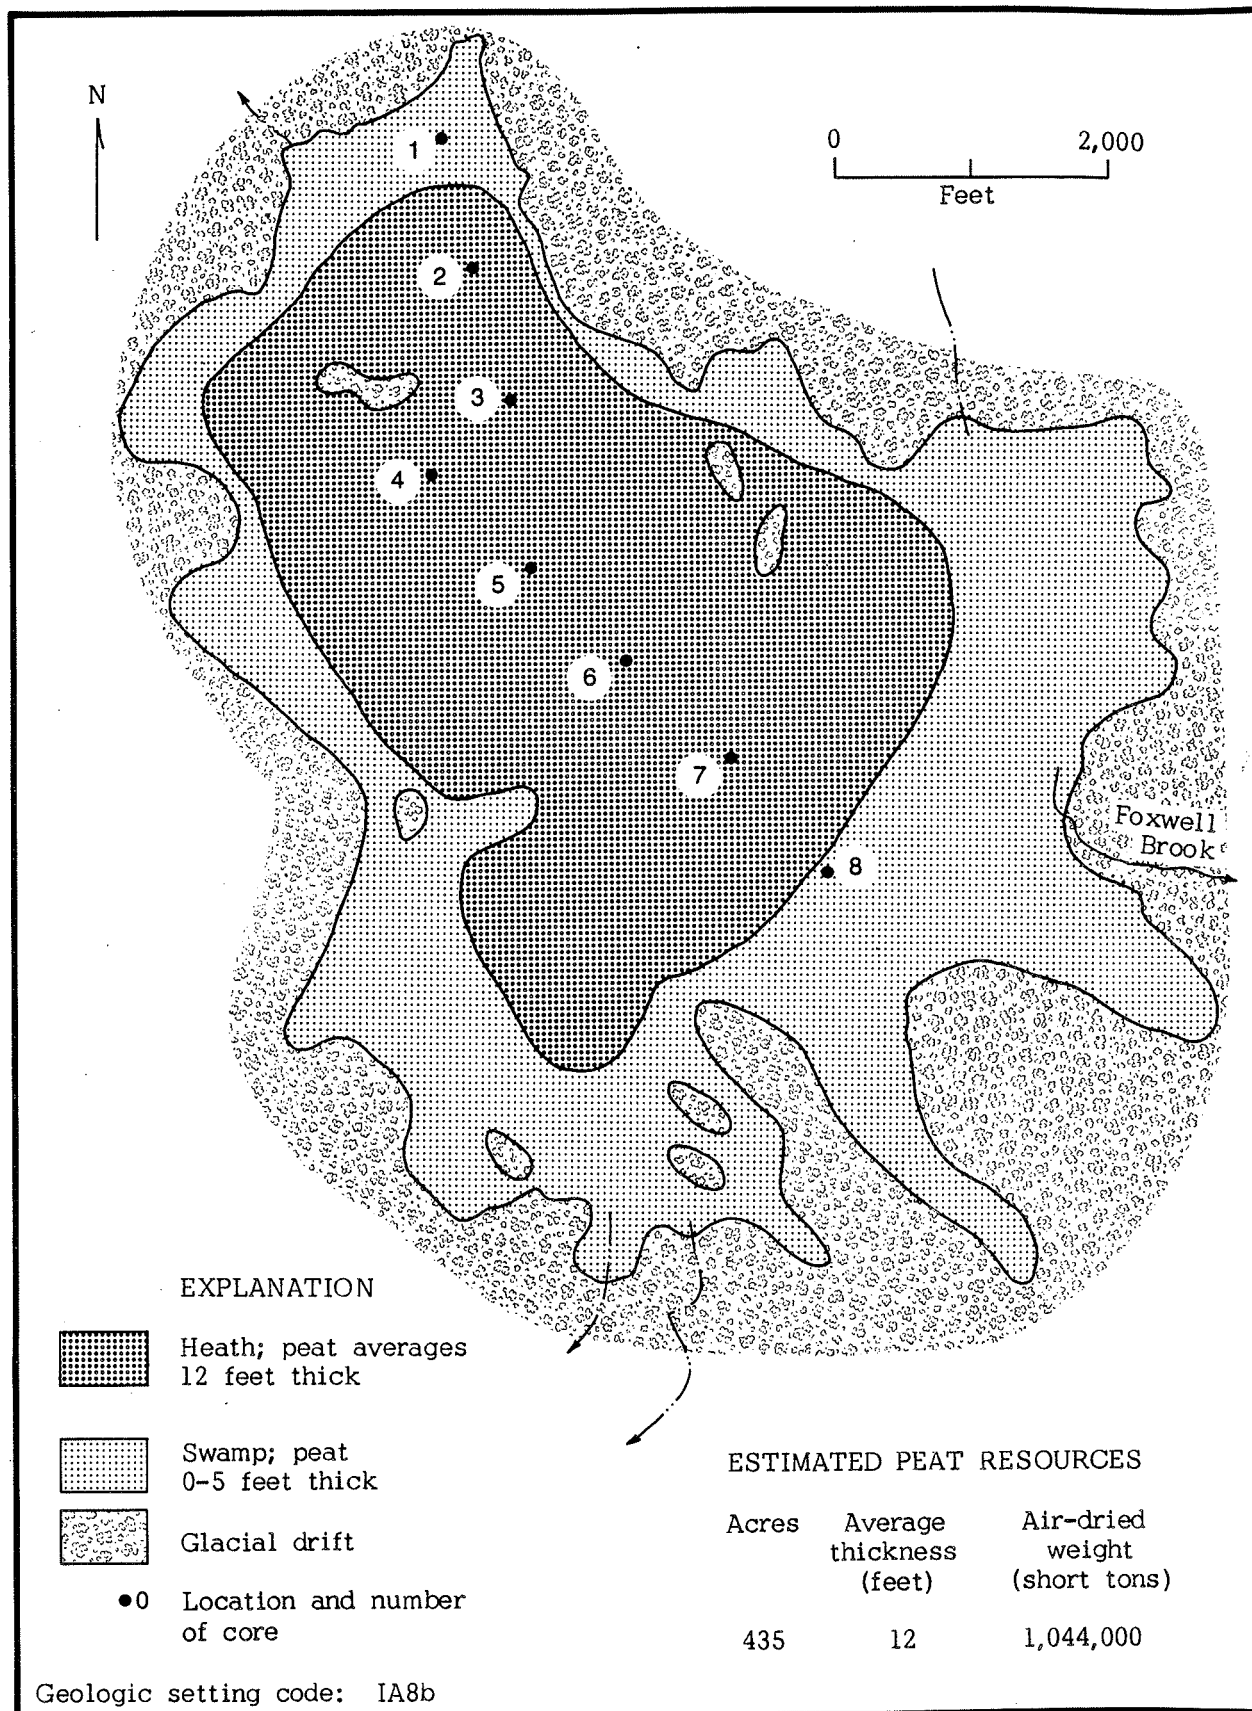 N
0 2,000
Feet
1
2
3
4
5
6
7
8
Foxwell
Brook
EXPLANATION
Heath; peat averages
12 feet thick
Swamp; peat
0-5 feet thick
Glacial drift
•0 Location and number
of core
Geologic setting code: IA8b
ESTIMATED PEAT RESOURCES
Acres Average Air-dried
thickness weight
(feet) (short tons)
435 12 1,044,000